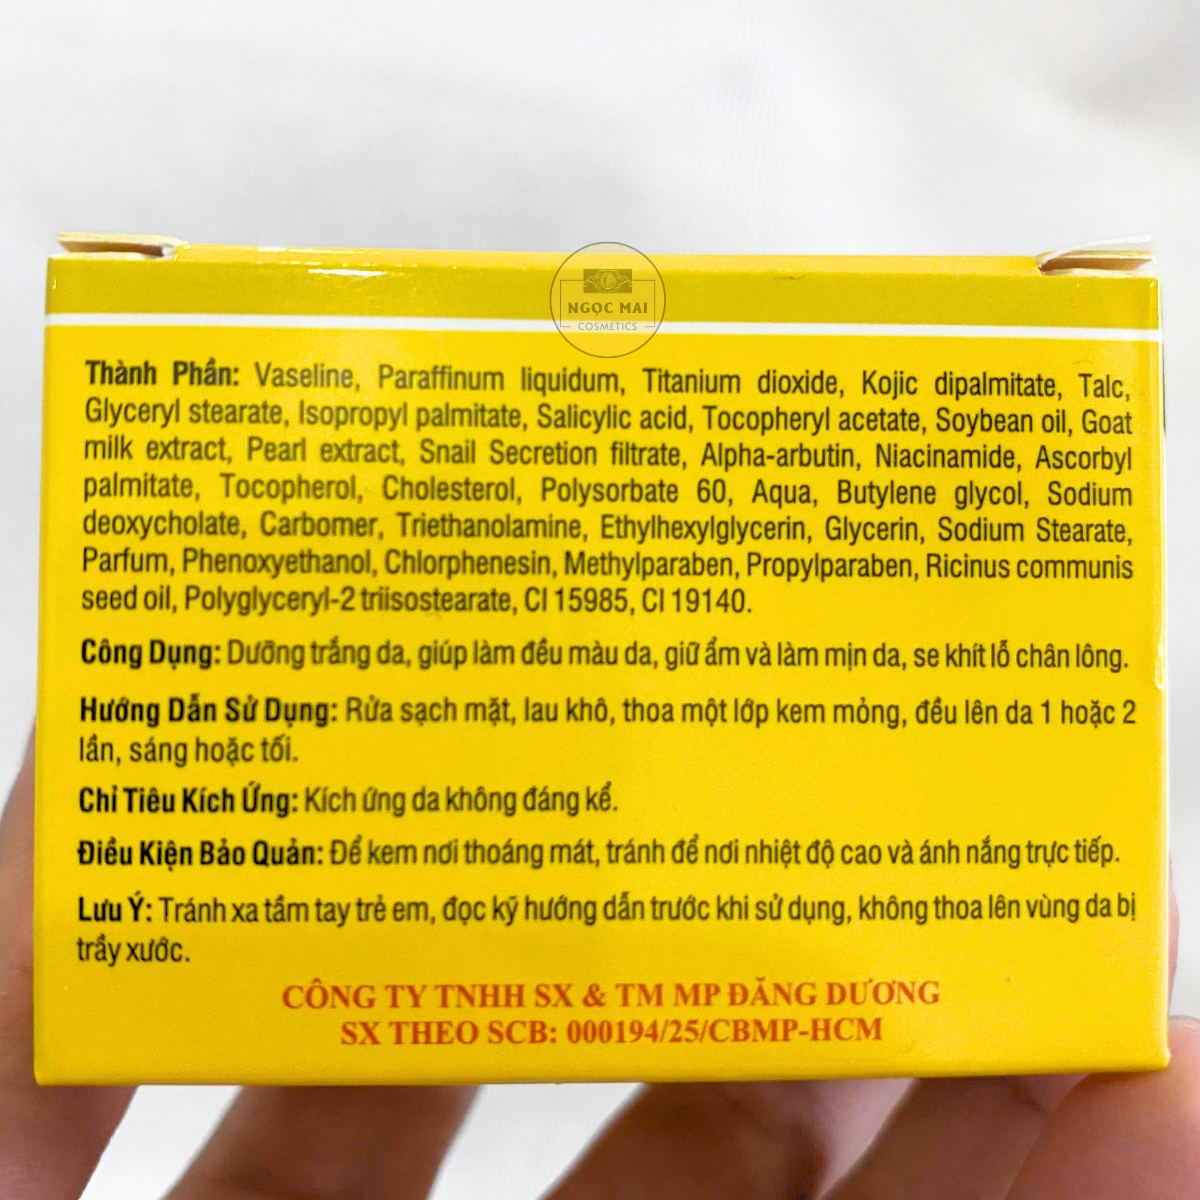 NGỌC MAI
COSMETICS
Thành Phần: Vaseline, Paraffinum liquidum, Titanium dioxide, Kojic dipalmitate, Talc,
Glyceryl stearate, Isopropyl palmitate, Salicylic acid, Tocopheryl acetate, Soybean oil, Goat
milk extract, Pearl extract, Snail Secretion filtrate, Alpha-arbutin, Niacinamide, Ascorbyl
palmitate, Tocopherol, Cholesterol, Polysorbate 60, Aqua, Butylene glycol, Sodium
deoxycholate, Carbomer, Triethanolamine, Ethylhexylglycerin, Glycerin, Sodium Stearate,
Parfum, Phenoxyethanol, Chlorphenesin, Methylparaben, Propylparaben, Ricinus communis
seed oil, Polyglyceryl-2 triisostearate, CI 15985, CI 19140.
Công Dụng: Dưỡng trắng da, giúp làm đều màu da, giữ ẩm và làm mịn da, se khít lỗ chân lông.
Hướng Dẫn Sử Dụng: Rửa sạch mặt, lau khô, thoa một lớp kem mỏng, đều lên da 1 hoặc 2
lần, sáng hoặc tối.
Chỉ Tiêu Kích Ứng: Kích ứng da không đáng kể.
Điều Kiện Bảo Quản: Để kem nơi thoáng mát, tránh để nơi nhiệt độ cao và ánh nắng trực tiếp.
Lưu Ý: Tránh xa tầm tay trẻ em, đọc kỹ hướng dẫn trước khi sử dụng, không thoa lên vùng da bị
trầy xước.
CÔNG TY TNHH SX & TM MP ĐĂNG DƯƠNG
SX THEO SCB: 000194/25/CBMP-HCM